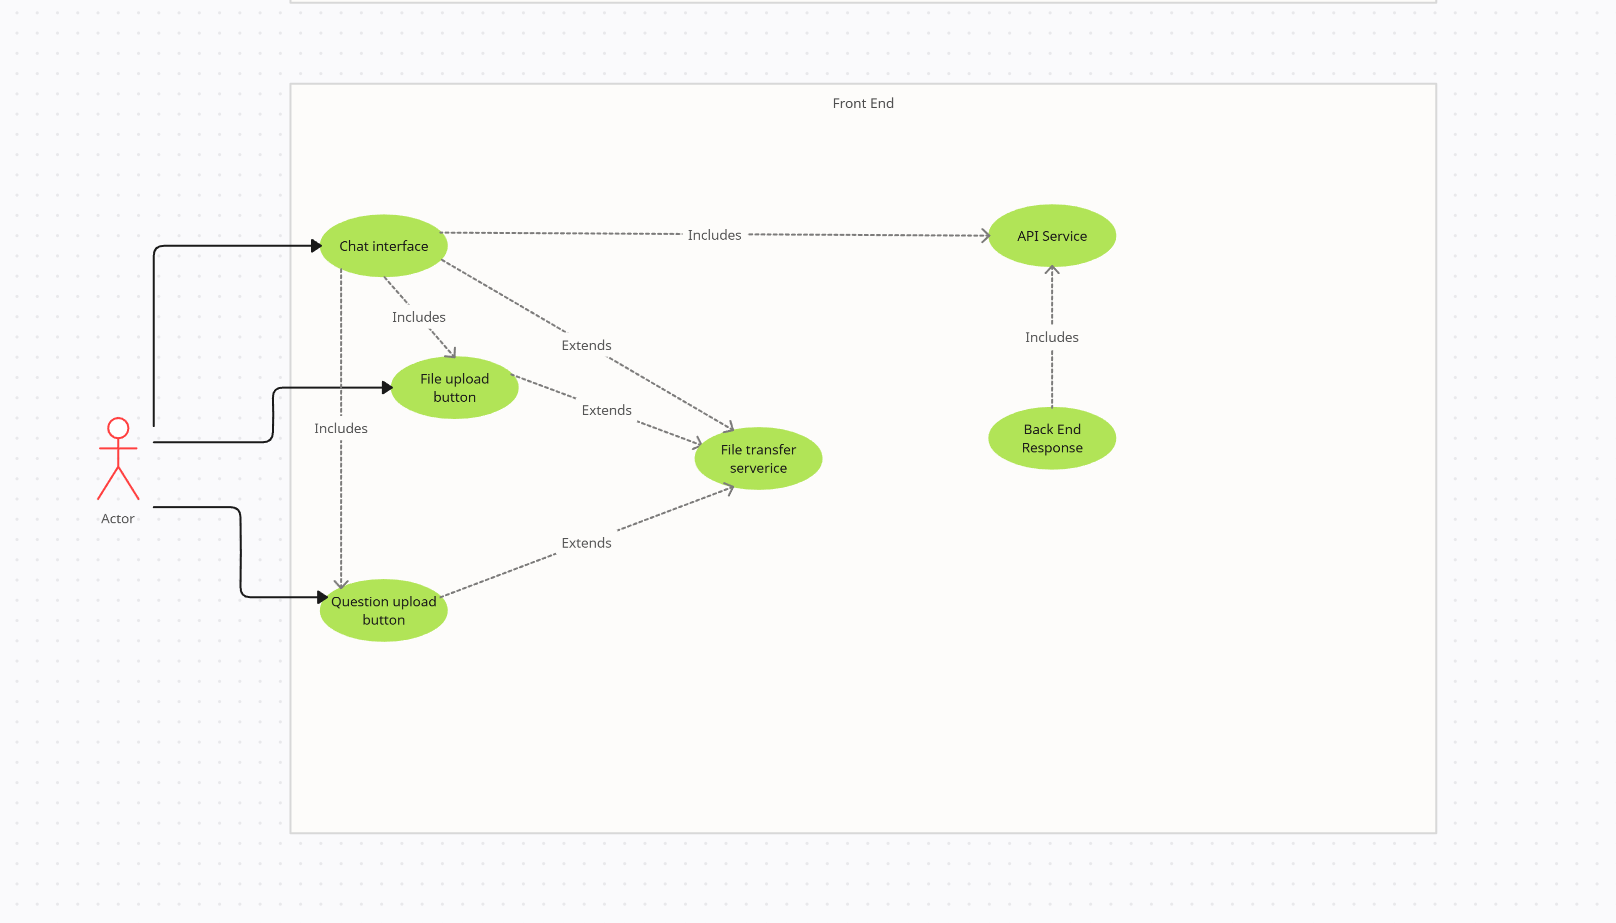 Front End
Chat interface
Includes
API Service
Includes
Extends
Includes
File upload
button
Extends
Includes
File transfer
serverice
Back End
Response
Actor
Extends
Question upload
button